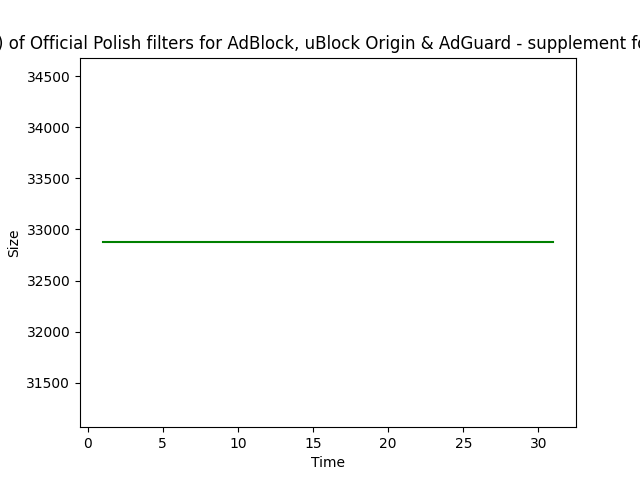 ) of Official Polish filters for AdBlock, uBlock Origin & AdGuard - supplement fo
34500
34000
33500
33000
32500
32000
31500
Size
0 5 10 15 20 25 30
Time